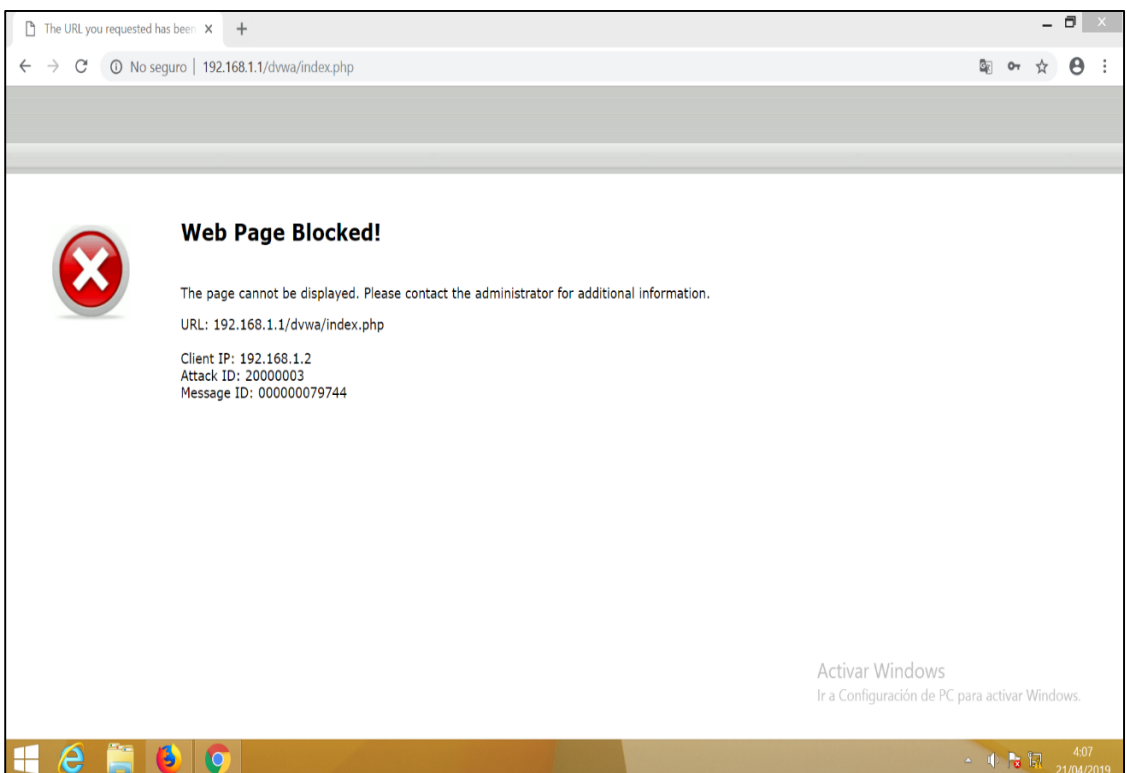 The URL you requested has been
No seguro | 192.168.1.1/dvwa/index.php
Web Page Blocked!
The page cannot be displayed. Please contact the administrator for additional information.
URL: 192.168.1.1/dvwa/index.php
Client IP: 192.168.1.2
Attack ID: 20000003
Message ID: 000000079744
Activar Windows
Ir a Configuración de PC para activar Windows.
4:07
21/04/2019